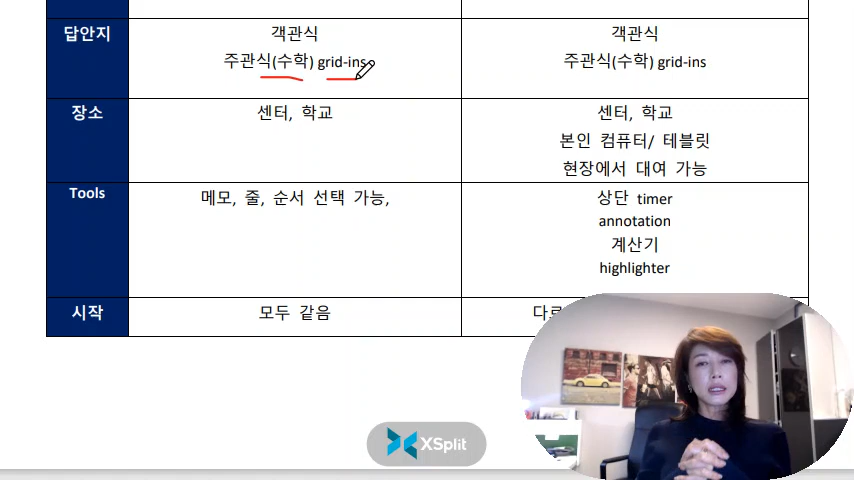 답안지
객관식
객관식
주관식(수학) grid-ins
주관식(수학) grid-ins
장소
센터, 학교
센터, 학교
본인 컴퓨터/ 테블릿
현장에서 대여 가능
Tools
메모, 줄, 순서 선택 가능,
상단 timer
annotation
계산기
highlighter
시작
모두 같음
XSplit